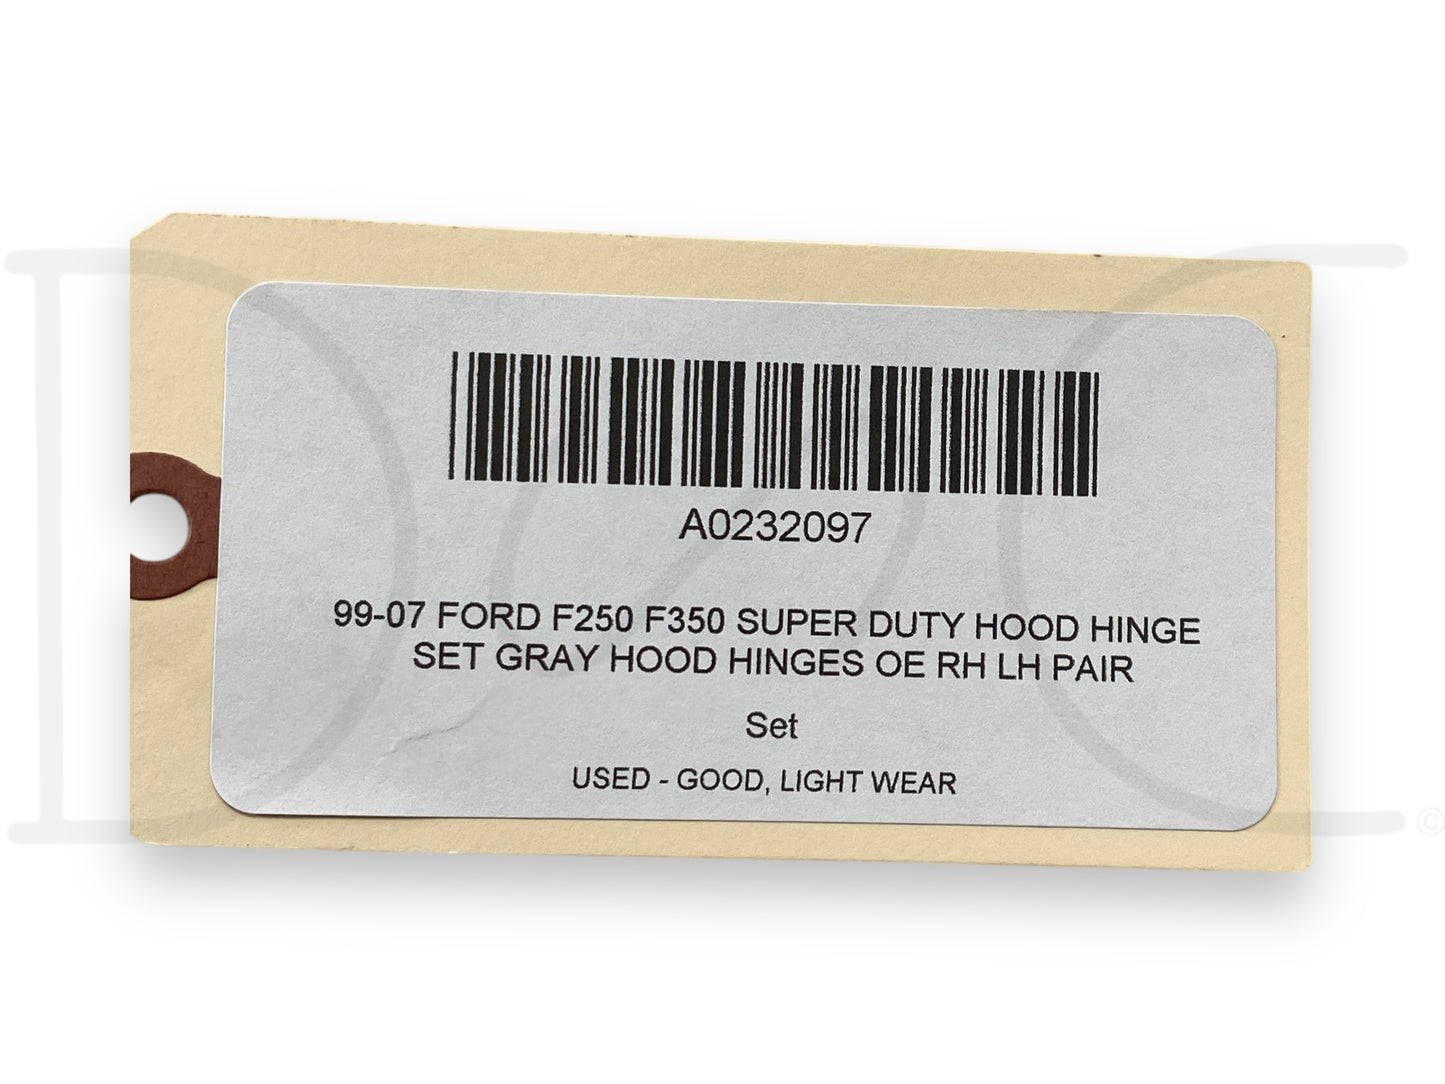 A0232097
99-07 FORD F250 F350 SUPER DUTY HOOD HINGE
SET GRAY HOOD HINGES OE RH LH PAIR
Set
USED - GOOD, LIGHT WEAR